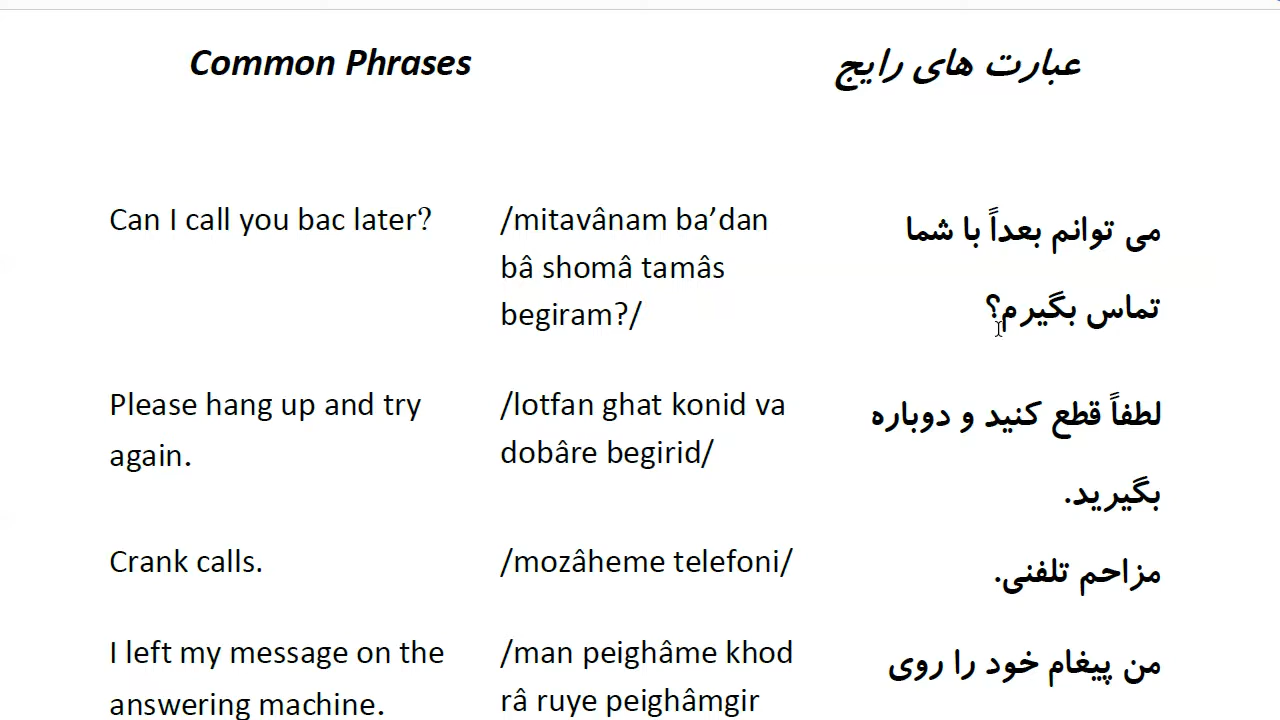 Common Phrases
عبارت های رایج
Can I call you bac later?
/mitavânam ba’dan
bâ shomâ tamâs
begiram?/
می توانم بعداً با شما
تماس بگیرم؟
Please hang up and try
again.
/lotfan ghat konid va
dobâre begirid/
لطفاً قطع کنید و دوباره
بگیرید.
Crank calls.
/mozâheme telefoni/
مزاحم تلفنی.
I left my message on the
answering machine.
/man peighâme khod
râ ruye peighâmgir
من پیغام خود را روی